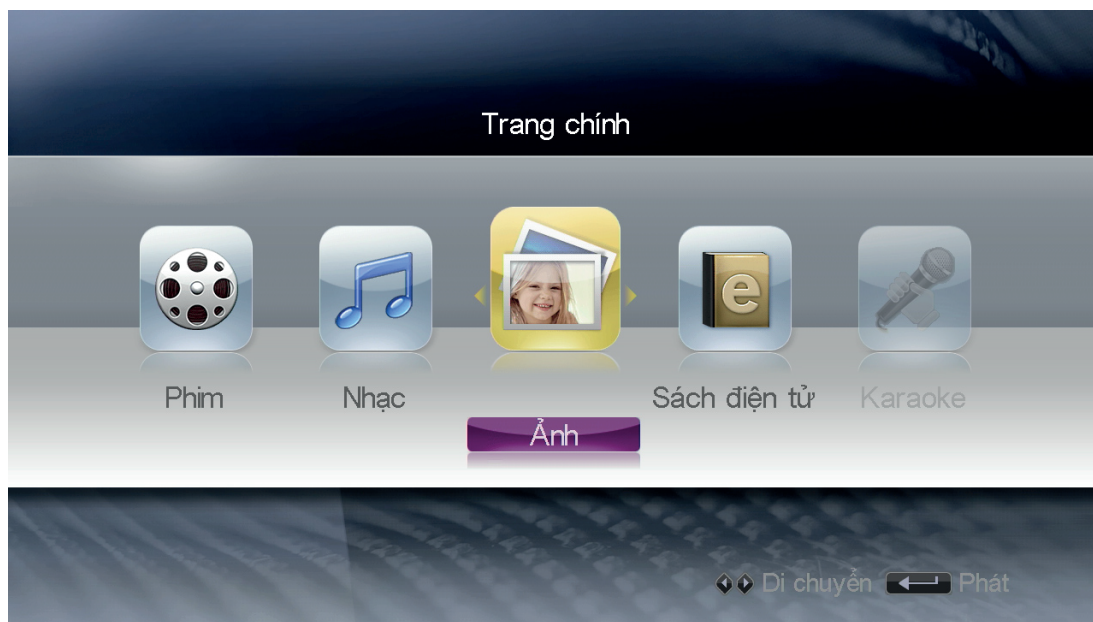 Trang chính
Phim
Nhạc
Sách điện tử
Karaoke
Ảnh
Di chuyển
Phát